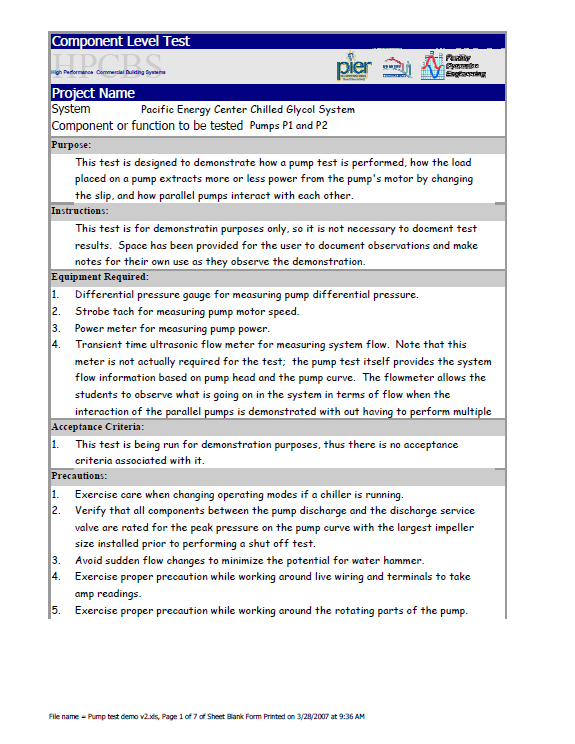 Component Level Test
HPCBS
High Performance Commercial Building Systems
pier
Facility
Dynamics
Engineering
Project Name
System Pacific Energy Center Chilled Glycol System
Component or function to be tested Pumps P1 and P2
Purpose:
This test is designed to demonstrate how a pump test is performed, how the load
placed on a pump extracts more or less power from the pump's motor by changing
the slip, and how parallel pumps interact with each other.
Instructions:
This test is for demonstratin purposes only, so it is not necessary to docment test
results. Space has been provided for the user to document observations and make
notes for their own use as they observe the demonstration.
Equipment Required:
1. Differential pressure gauge for measuring pump differential pressure.
2. Strobe tach for measuring pump motor speed.
3. Power meter for measuring pump power.
4. Transient time ultrasonic flow meter for measuring system flow. Note that this
meter is not actually required for the test; the pump test itself provides the system
flow information based on pump head and the pump curve. The flowmeter allows the
students to observe what is going on in the system in terms of flow when the
interaction of the parallel pumps is demonstrated with out having to perform multiple
Acceptance Criteria:
1. This test is being run for demonstration purposes, thus there is no acceptance
criteria associated with it.
Precautions:
1. Exercise care when changing operating modes if a chiller is running.
2. Verify that all components between the pump discharge and the discharge service
valve are rated for the peak pressure on the pump curve with the largest impeller
size installed prior to performing a shut off test.
3. Avoid sudden flow changes to minimize the potential for water hammer.
4. Exercise proper precaution while working around live wiring and terminals to take
amp readings.
5. Exercise proper precaution while working around the rotating parts of the pump.
File name = Pump test demo v2.xls, Page 1 of 7 of Sheet Blank Form Printed on 3/28/2007 at 9:36 AM